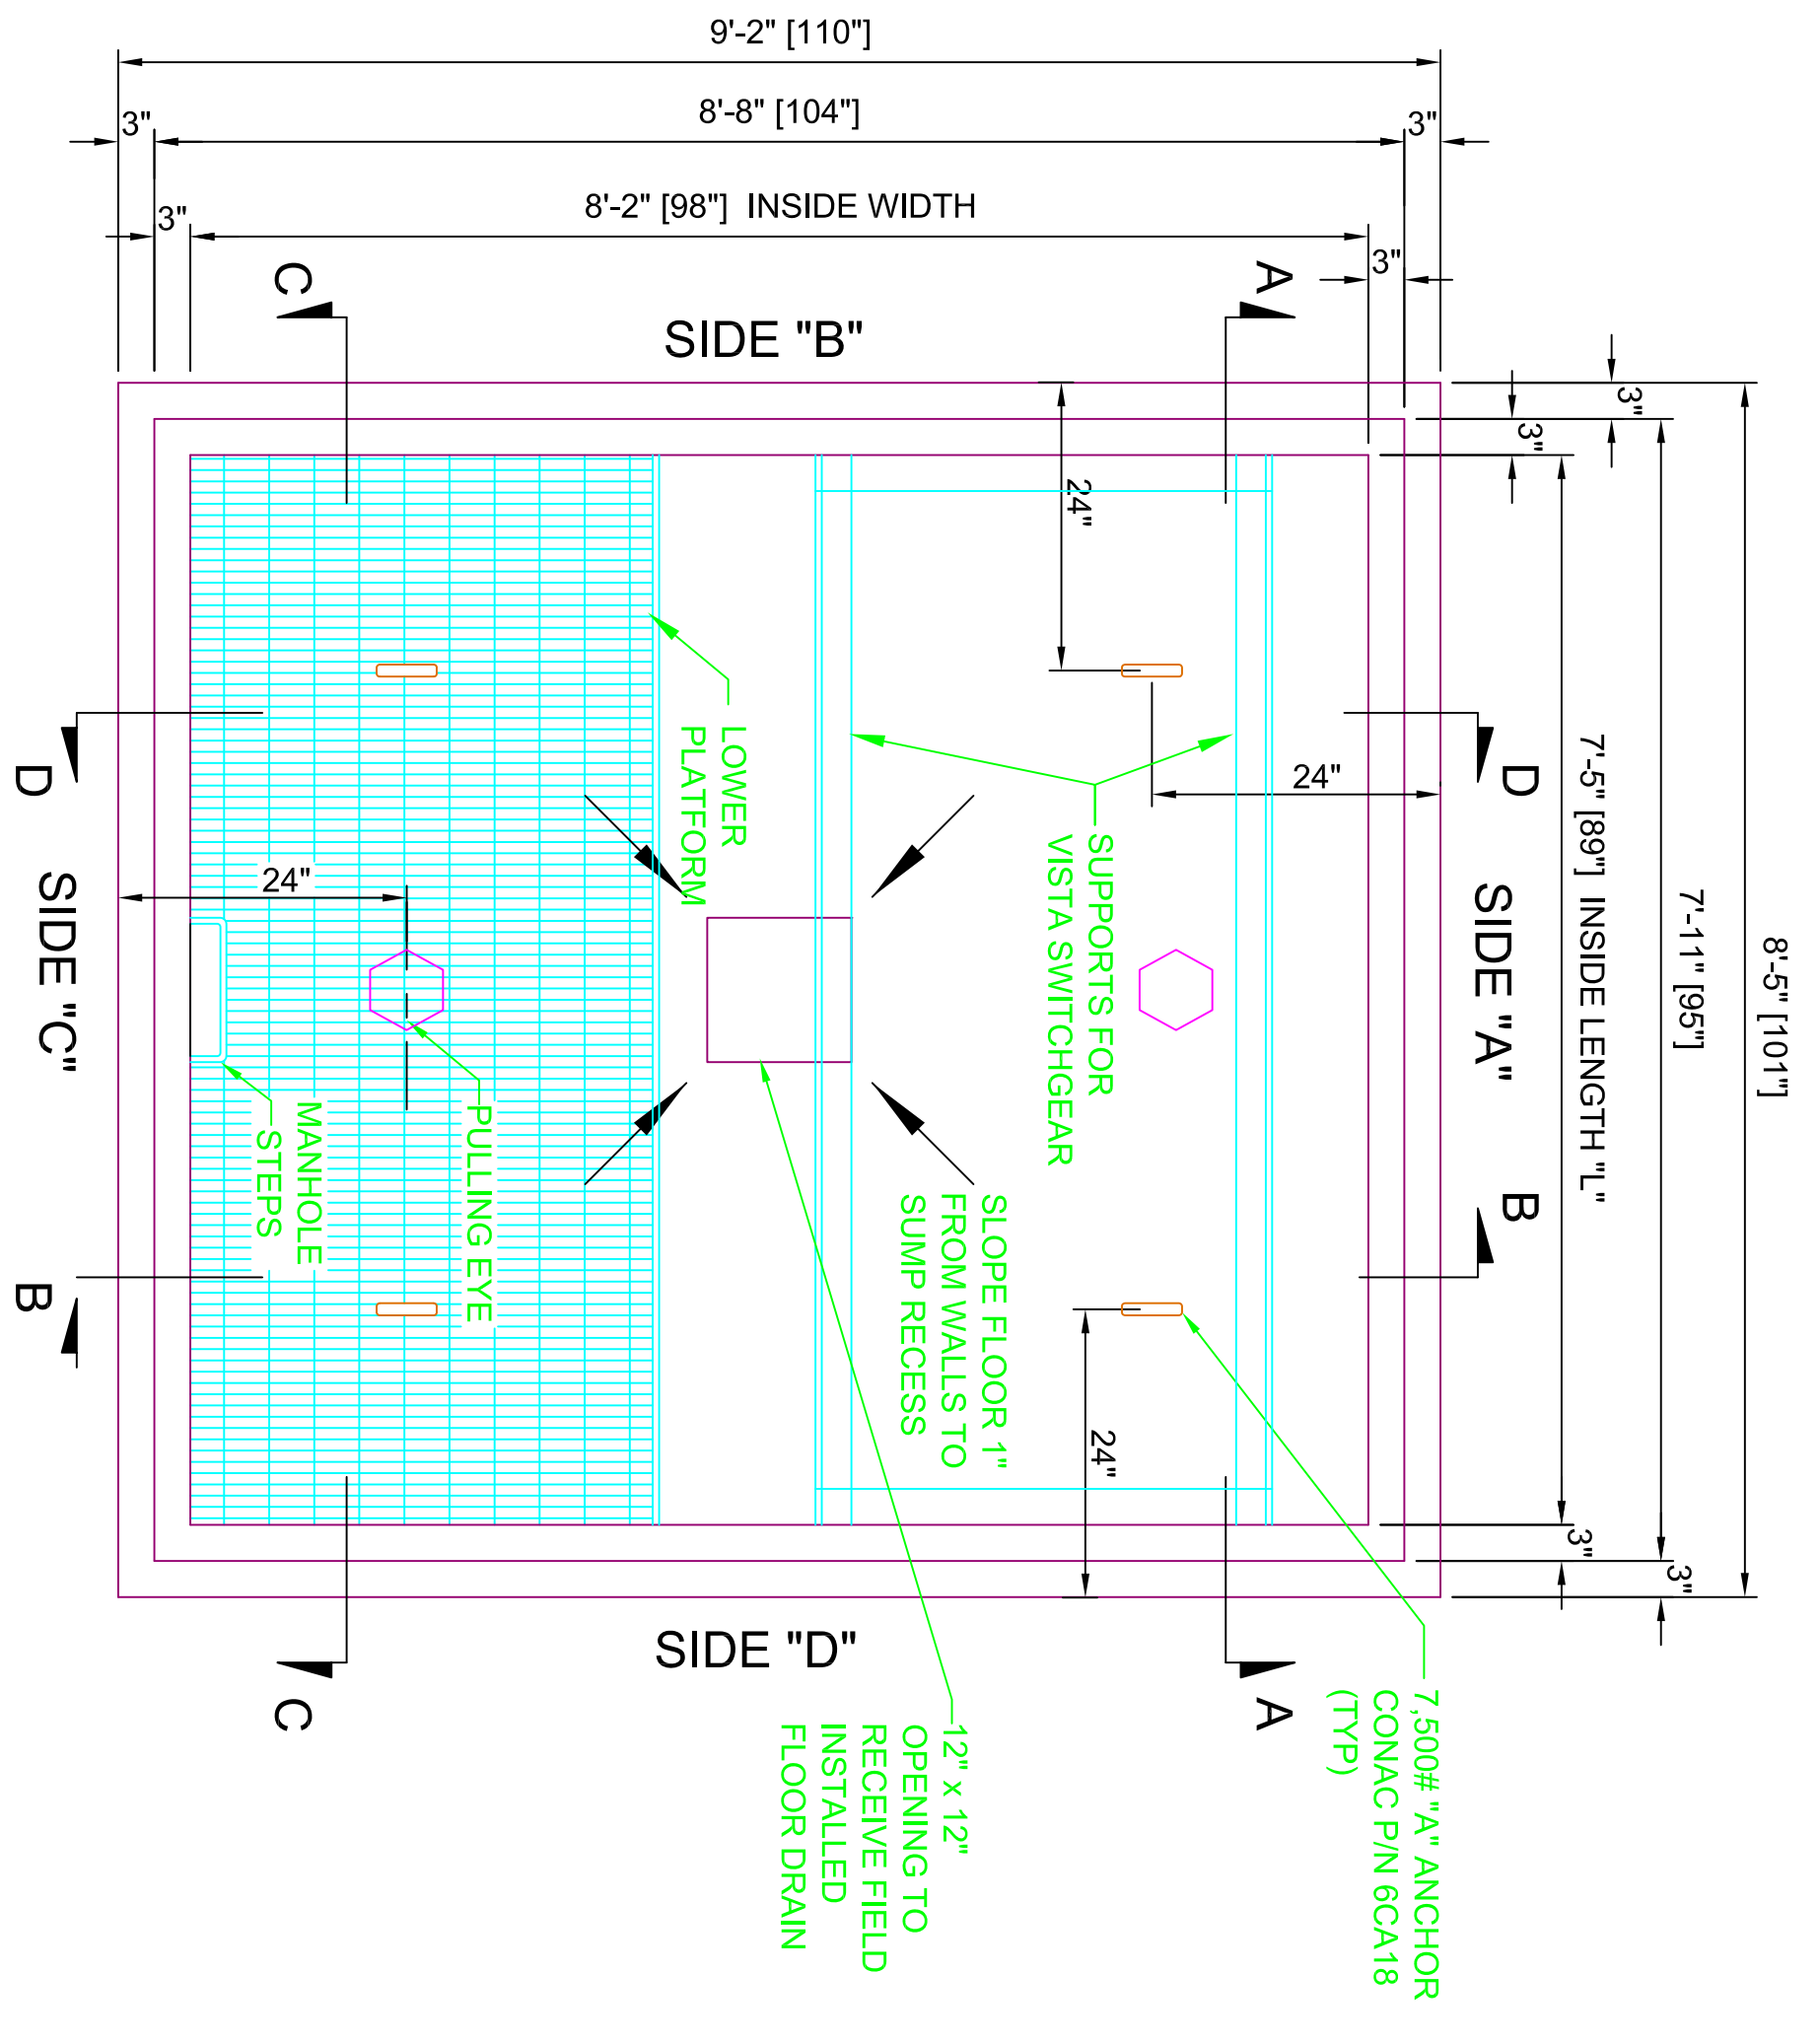 9'-2" [110"]
8'-8" [104"]
3"
3"
8'-2" [98"] INSIDE WIDTH
3"
3"
C
A
SIDE "B"
3"
3"
24"
D
D
24"
24"
SIDE "C"
SIDE "A"
7'-5" [89"] INSIDE LENGTH "L"
7'-11" [95"]
8'-5" [101"]
LOWER
PLATFORM
SUPPORTS FOR
VISTA SWITCHGEAR
PULLING EYE
MANHOLE
STEPS
SLOPE FLOOR 1"
FROM WALLS TO
SUMP RECESS
B
B
24"
3"
3"
SIDE "D"
C
A
12" x 12"
OPENING TO
RECEIVE FIELD
INSTALLED
FLOOR DRAIN
7,500# "A" ANCHOR
CONAC P/N 6CA18
(TYP)